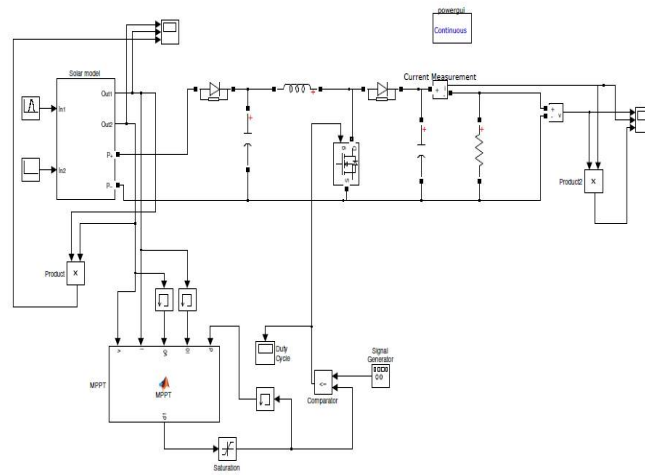 powergui
Continuous
Solar model
Current Measurement
Out1
In1
Out2
In2
P+
P-
Product2
Product
MPPT
MPPT
Duty
Cycle
Signal
Generator
Comparator
<=
Saturation